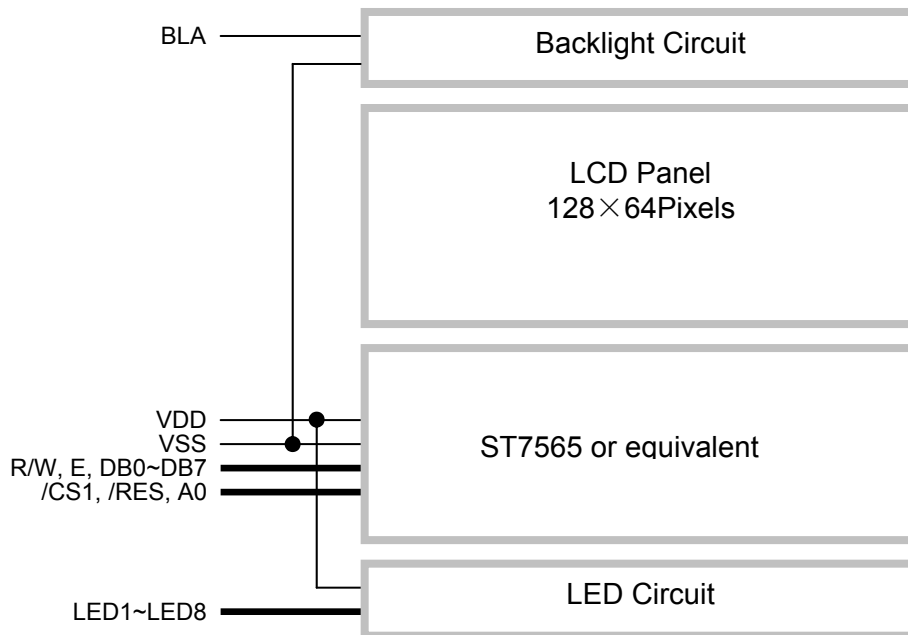 BLA
Backlight Circuit
LCD Panel
128×64Pixels
VDD
VSS
R/W, E, DB0~DB7
/CS1, /RES, A0
ST7565 or equivalent
LED Circuit
LED1~LED8